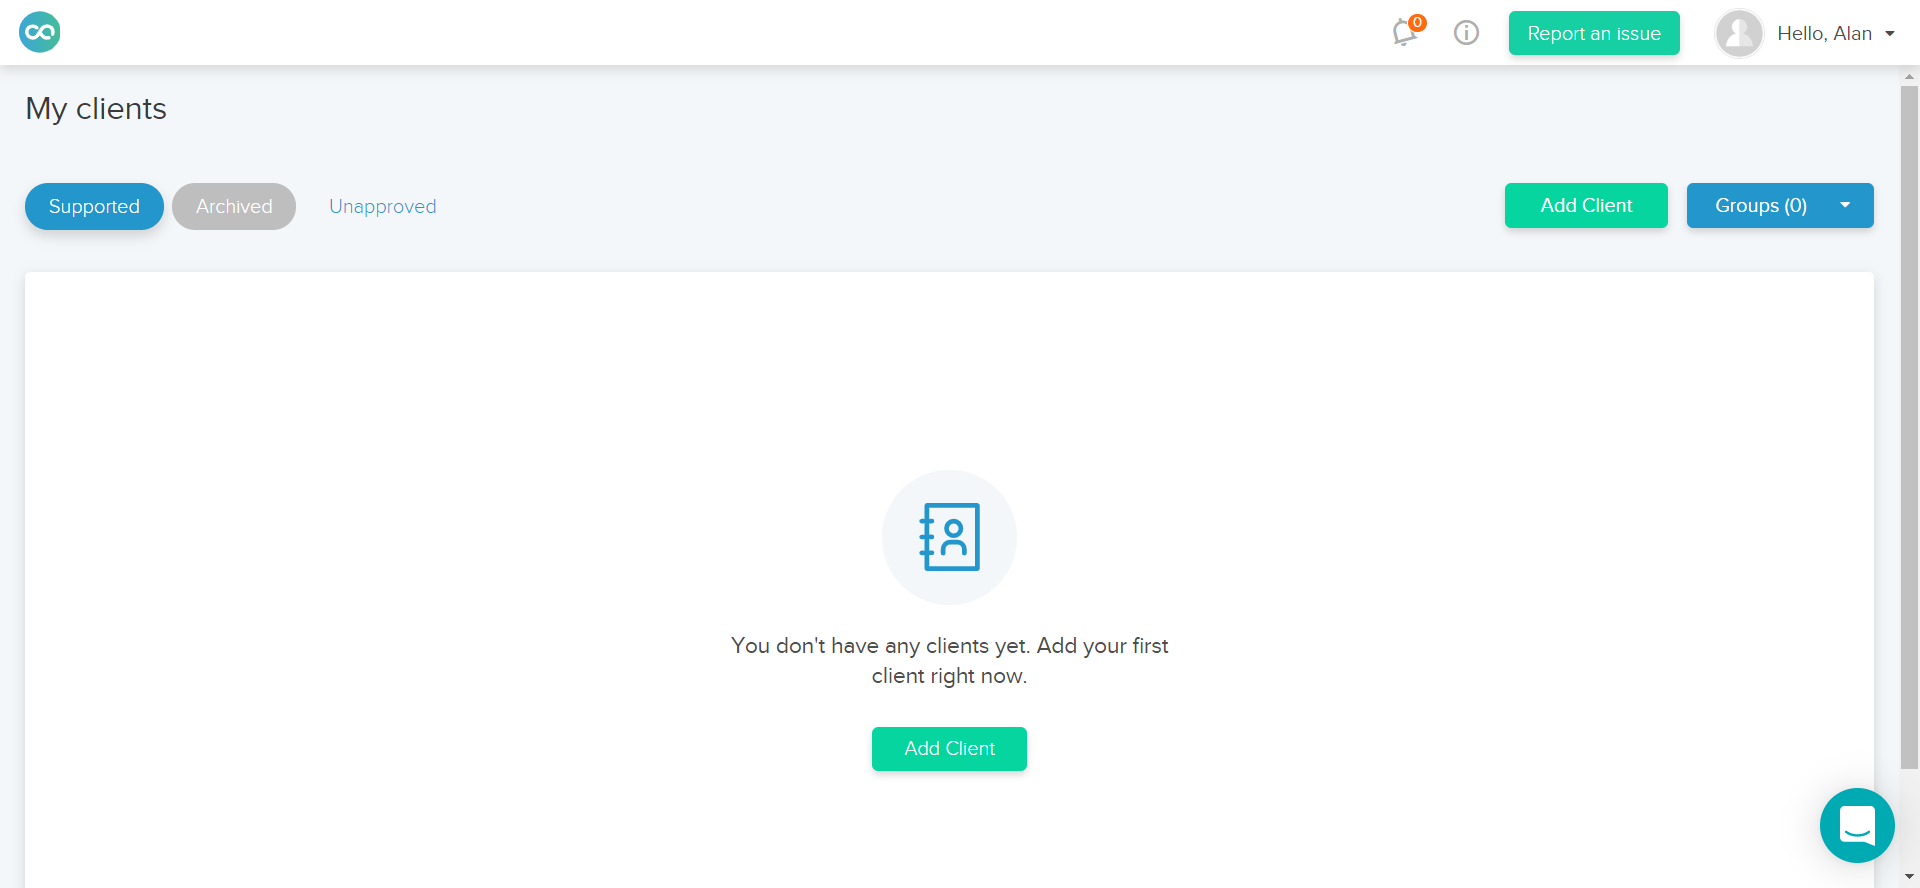 0
Report an issue
Hello, Alan
My clients
Supported
Archived
Unapproved
Add Client
Groups (0)
You don't have any clients yet. Add your first
client right now.
Add Client